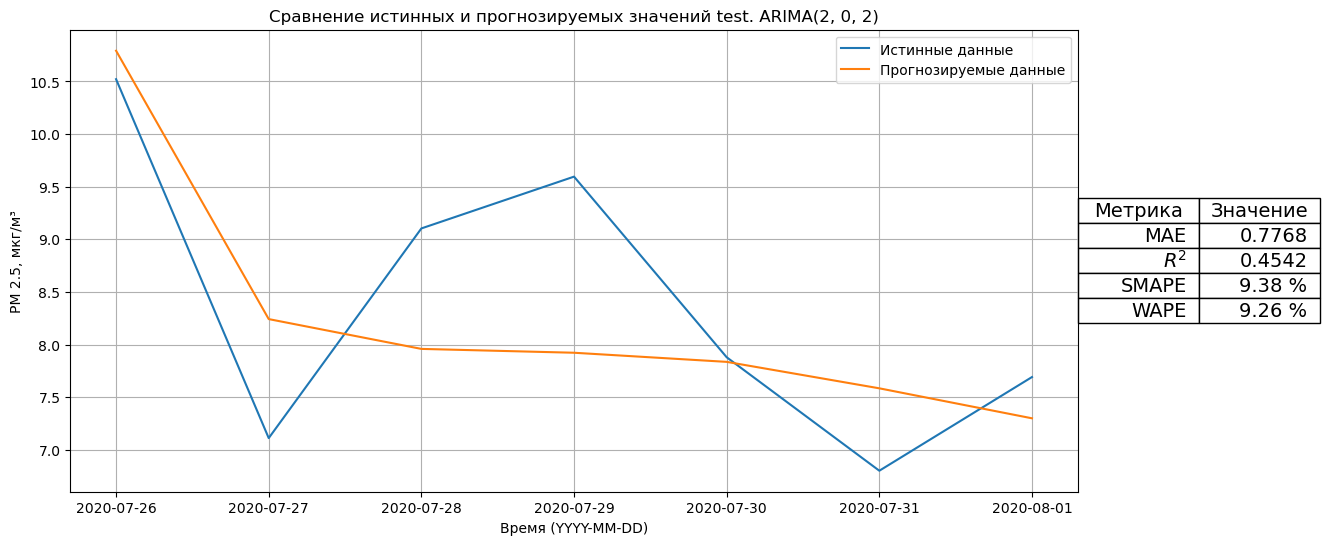 Сравнение истинных и прогнозируемых значений test. ARIMA(2, 0, 2)
Истинные данные
Прогнозируемые данные
PM 2.5, мкг/м³
10.5
10.0
9.5
9.0
8.5
8.0
7.5
7.0
2020-07-26 2020-07-27 2020-07-28 2020-07-29 2020-07-30 2020-07-31 2020-08-01
Время (YYYY-MM-DD)
Метрика Значение
MAE 0.7768
R² 0.4542
SMAPE 9.38 %
WAPE 9.26 %